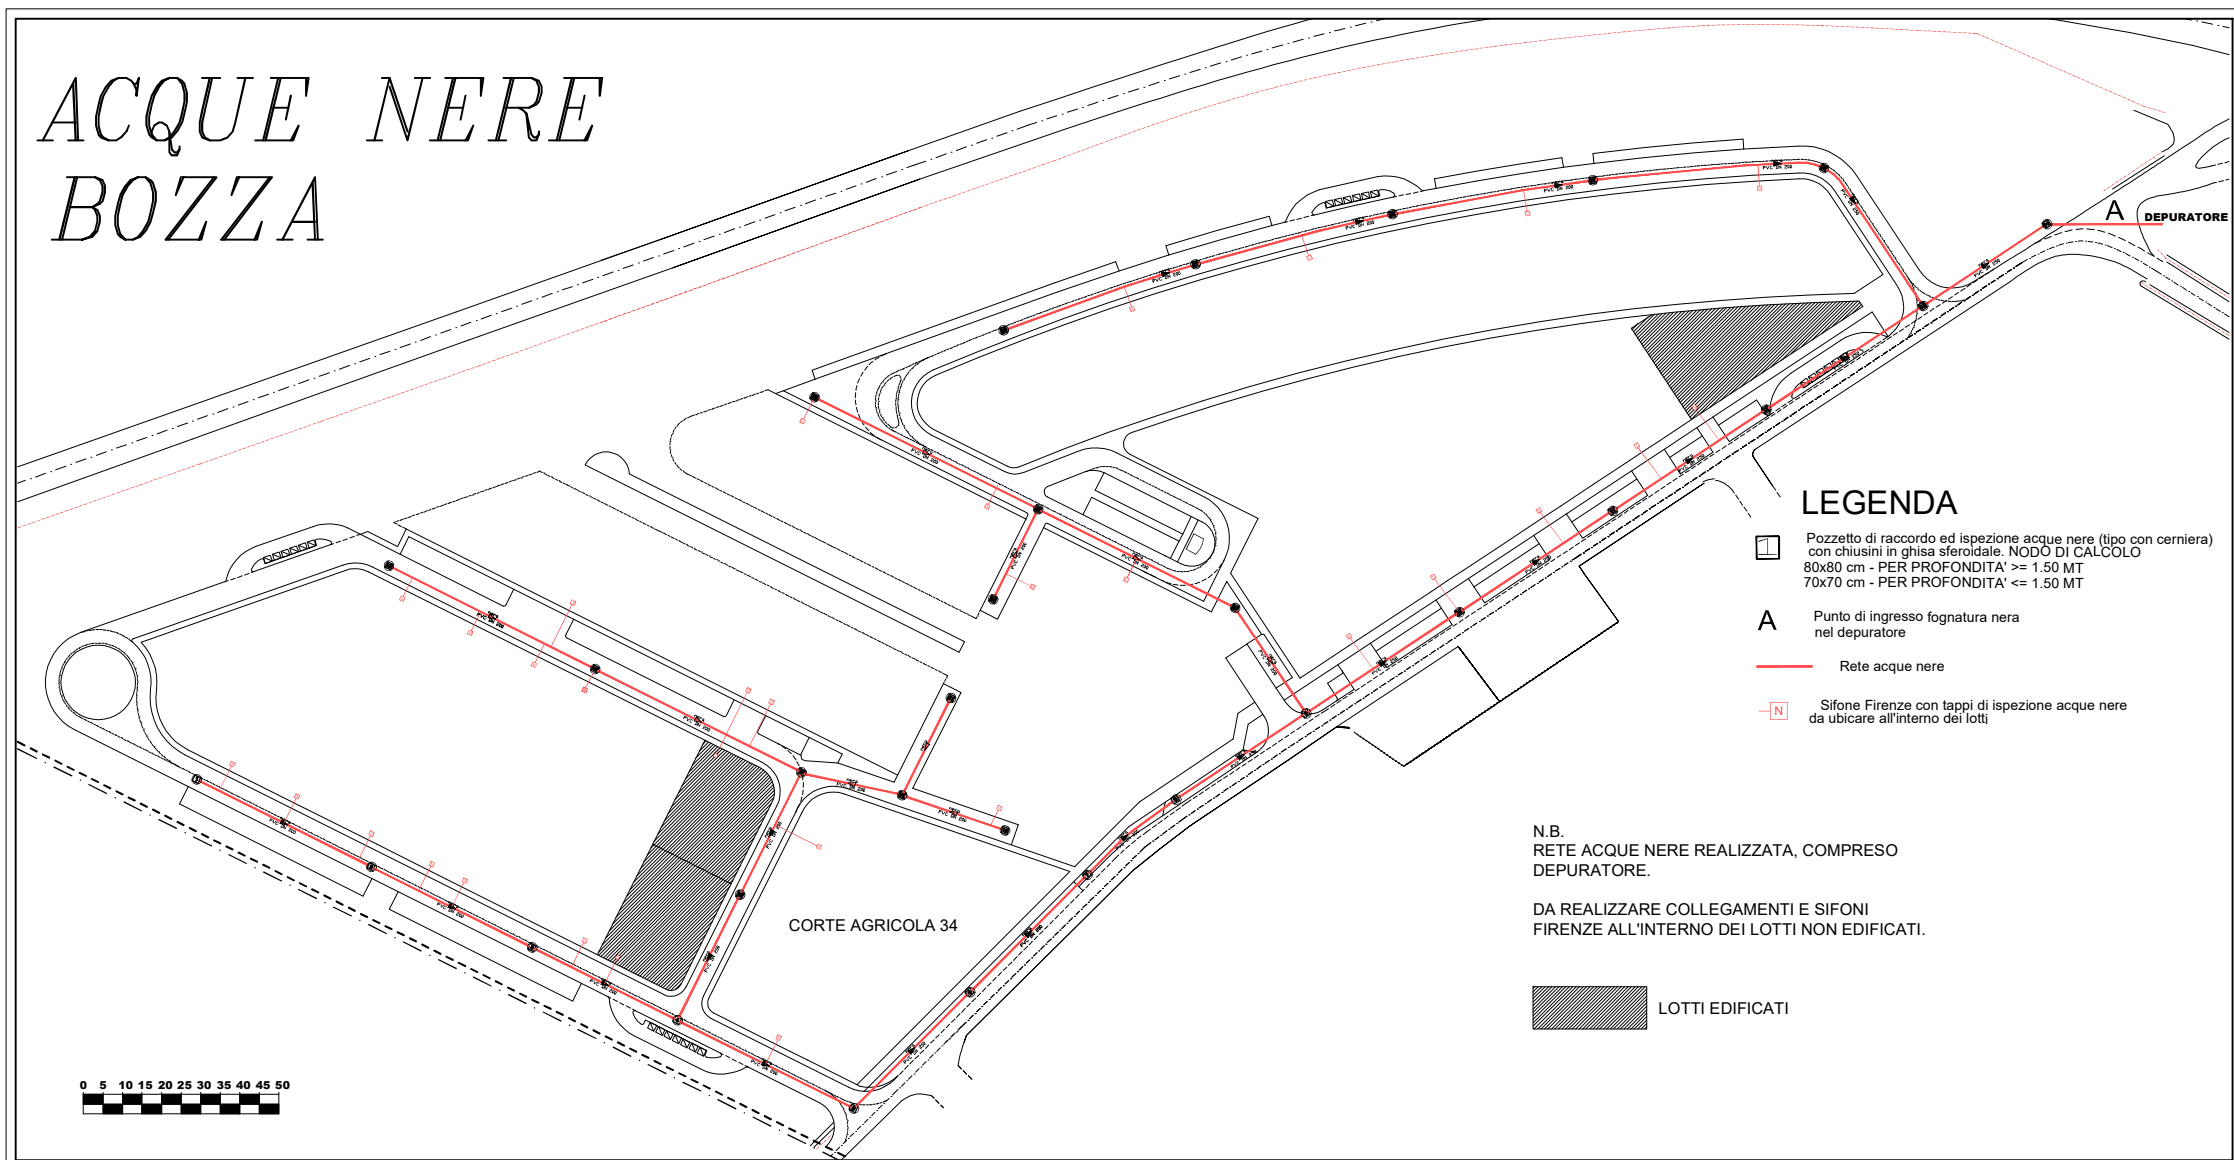 ACQUE NERE
BOZZA
A
DEPURATORE
LEGENDA
Pozzetto di raccordo ed ispezione acque nere (tipo con cerniera)
con chiusini in ghisa sferoidale. NODO DI CALCOLO
80x80 cm - PER PROFONDITA' >= 1.50 MT
70x70 cm - PER PROFONDITA' <= 1.50 MT
A
Punto di ingresso fognatura nera
nel depuratore
Rete acque nere
N
Sifone Firenze con tappi di ispezione acque nere
da ubicare all'interno dei lotti
N.B.
RETE ACQUE NERE REALIZZATA, COMPRESO
DEPURATORE.
DA REALIZZARE COLLEGAMENTI E SIFONI
FIRENZE ALL'INTERNO DEI LOTTI NON EDIFICATI.
CORTE AGRICOLA 34
LOTTI EDIFICATI
0 5 10 15 20 25 30 35 40 45 50